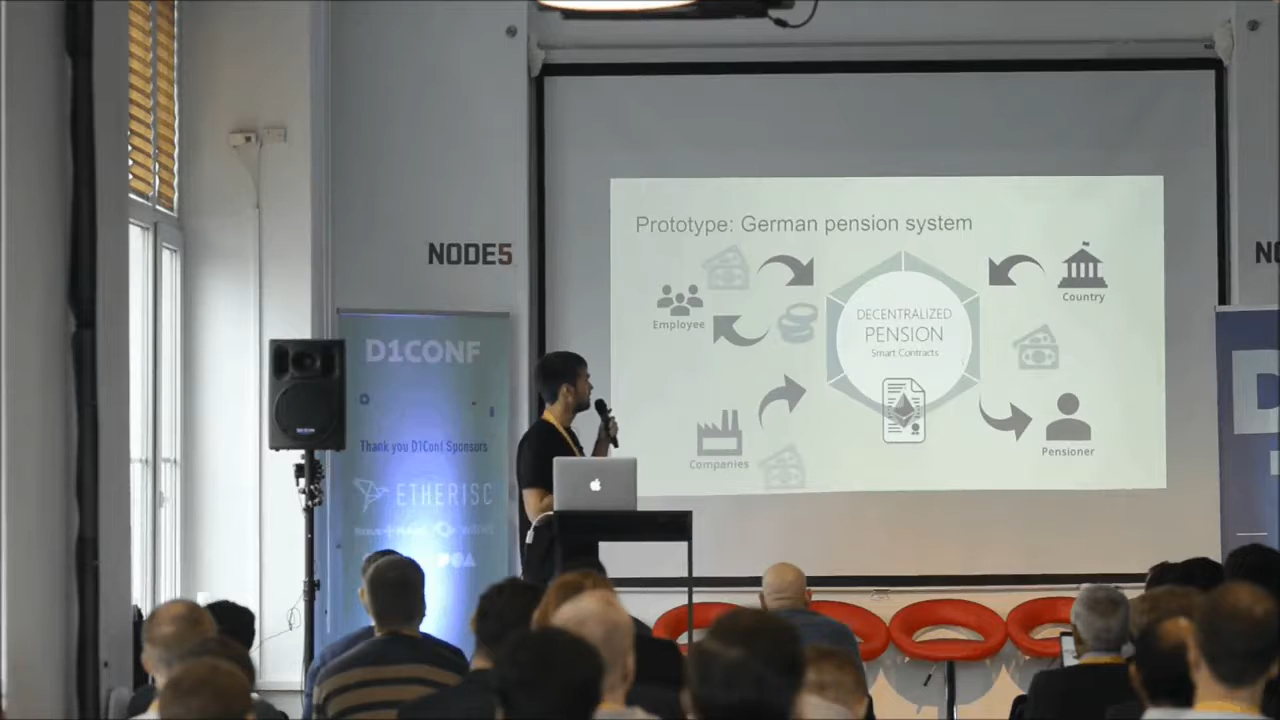 NODE5
Prototype: German pension system
Employee
Country
DECENTRALIZED
PENSION
Smart Contracts
Companies
Pensioner
D1CONF
Thank you D1Conf Sponsors
ETHERISC
N
D